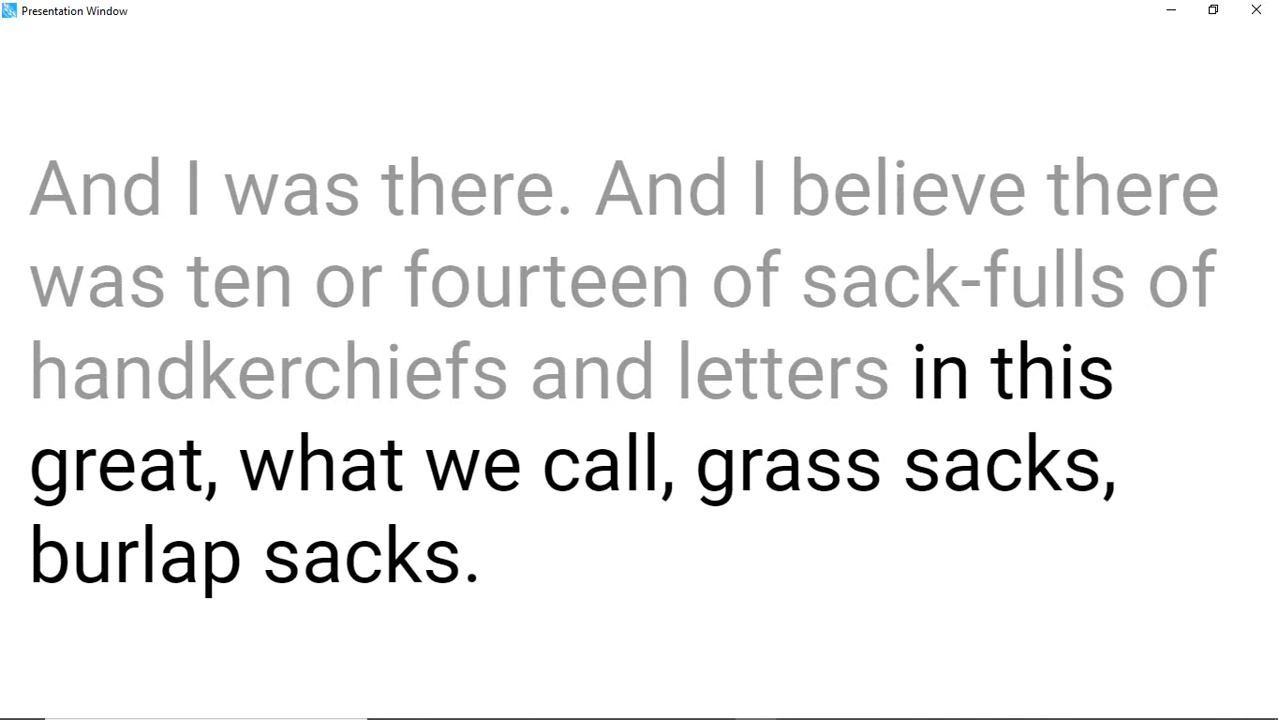 Presentation Window
And I was there. And I believe there
was ten or fourteen of sack-fulls of
handkerchiefs and letters in this
great, what we call, grass sacks,
burlap sacks.